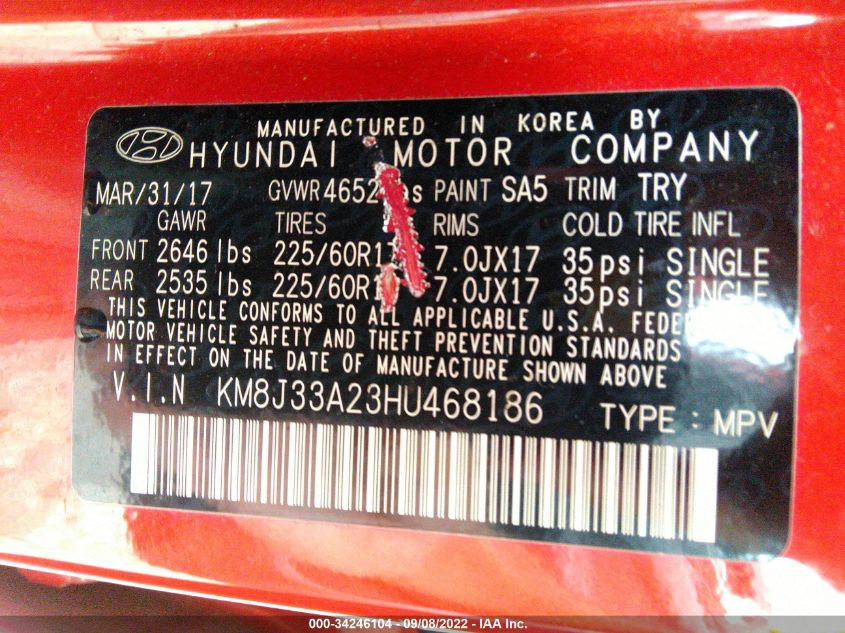 MANUFACTURED IN KOREA BY
HYUNDAI MOTOR COMPANY
MAR/31/17 GVWR 4652 PAINT SA5 TRIM TRY
GAWR TIRES RIMS COLD TIRE INFL
FRONT 2646 lbs 225/60R17 7.0JX17 35psi SINGLE
REAR 2535 lbs 225/60R17 7.0JX17 35psi SINGLE
THIS VEHICLE CONFORMS TO ALL APPLICABLE U.S.A.
MOTOR VEHICLE SAFETY AND THEFT PREVENTION STANDARDS
IN EFFECT ON THE DATE OF MANUFACTURE SHOWN ABOVE
V.I.N KM8J33A23HU468186 TYPE : MPV
000-34246104 - 09/08/2022 - IAA Inc.